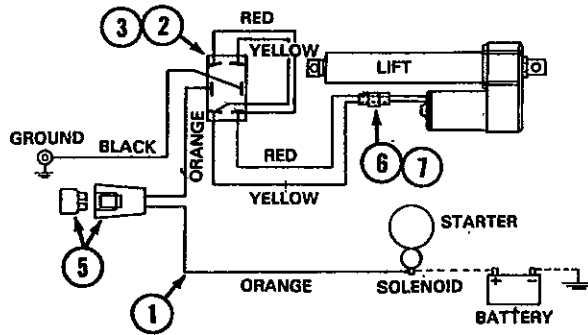 3 2
RED
YELLOW
LIFT
GROUND
BLACK
ORANGE
RED
6 7
YELLOW
5
STARTER
1
ORANGE
SOLENOID
+ -
BATTERY